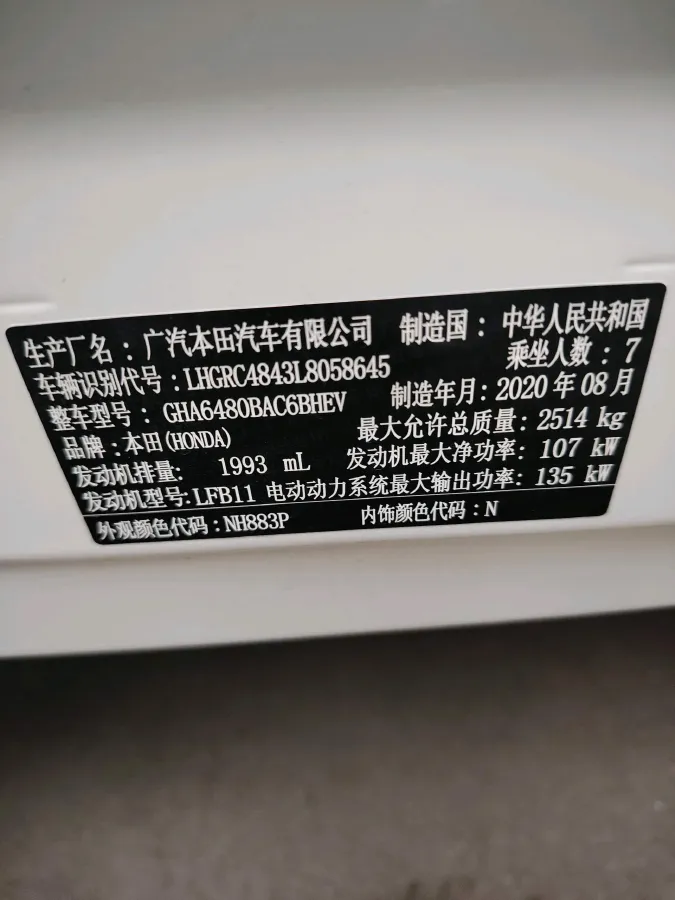 生产厂名：广汽本田汽车有限公司 制造国：中华人民共和国
车辆识别代号：LHGRC4843L8058645 乘坐人数：7
整车型号：GHA6480BAC6BHEV 制造年月：2020年08月
品牌：本田(HONDA) 最大允许总质量：2514 kg
发动机排量： 1993 mL 发动机最大净功率：107 kW
发动机型号：LFB11 电动动力系统最大输出功率：135 kW
外观颜色代码：NH883P 内饰颜色代码：N